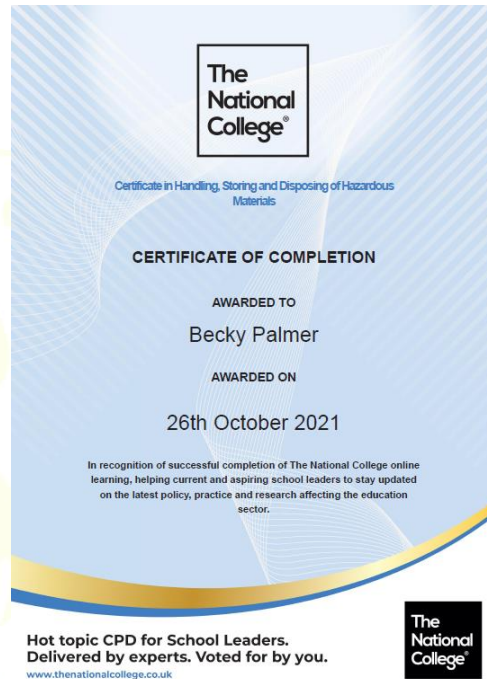 The
National
College®
Certificate in Handling, Storing and Disposing of Hazardous
Materials
CERTIFICATE OF COMPLETION
AWARDED TO
Becky Palmer
AWARDED ON
26th October 2021
In recognition of successful completion of The National College online
learning, helping current and aspiring school leaders to stay updated
on the latest policy, practice and research affecting the education
sector.
Hot topic CPD for School Leaders.
Delivered by experts. Voted for by you.
www.thenationalcollege.co.uk
The
National
College®